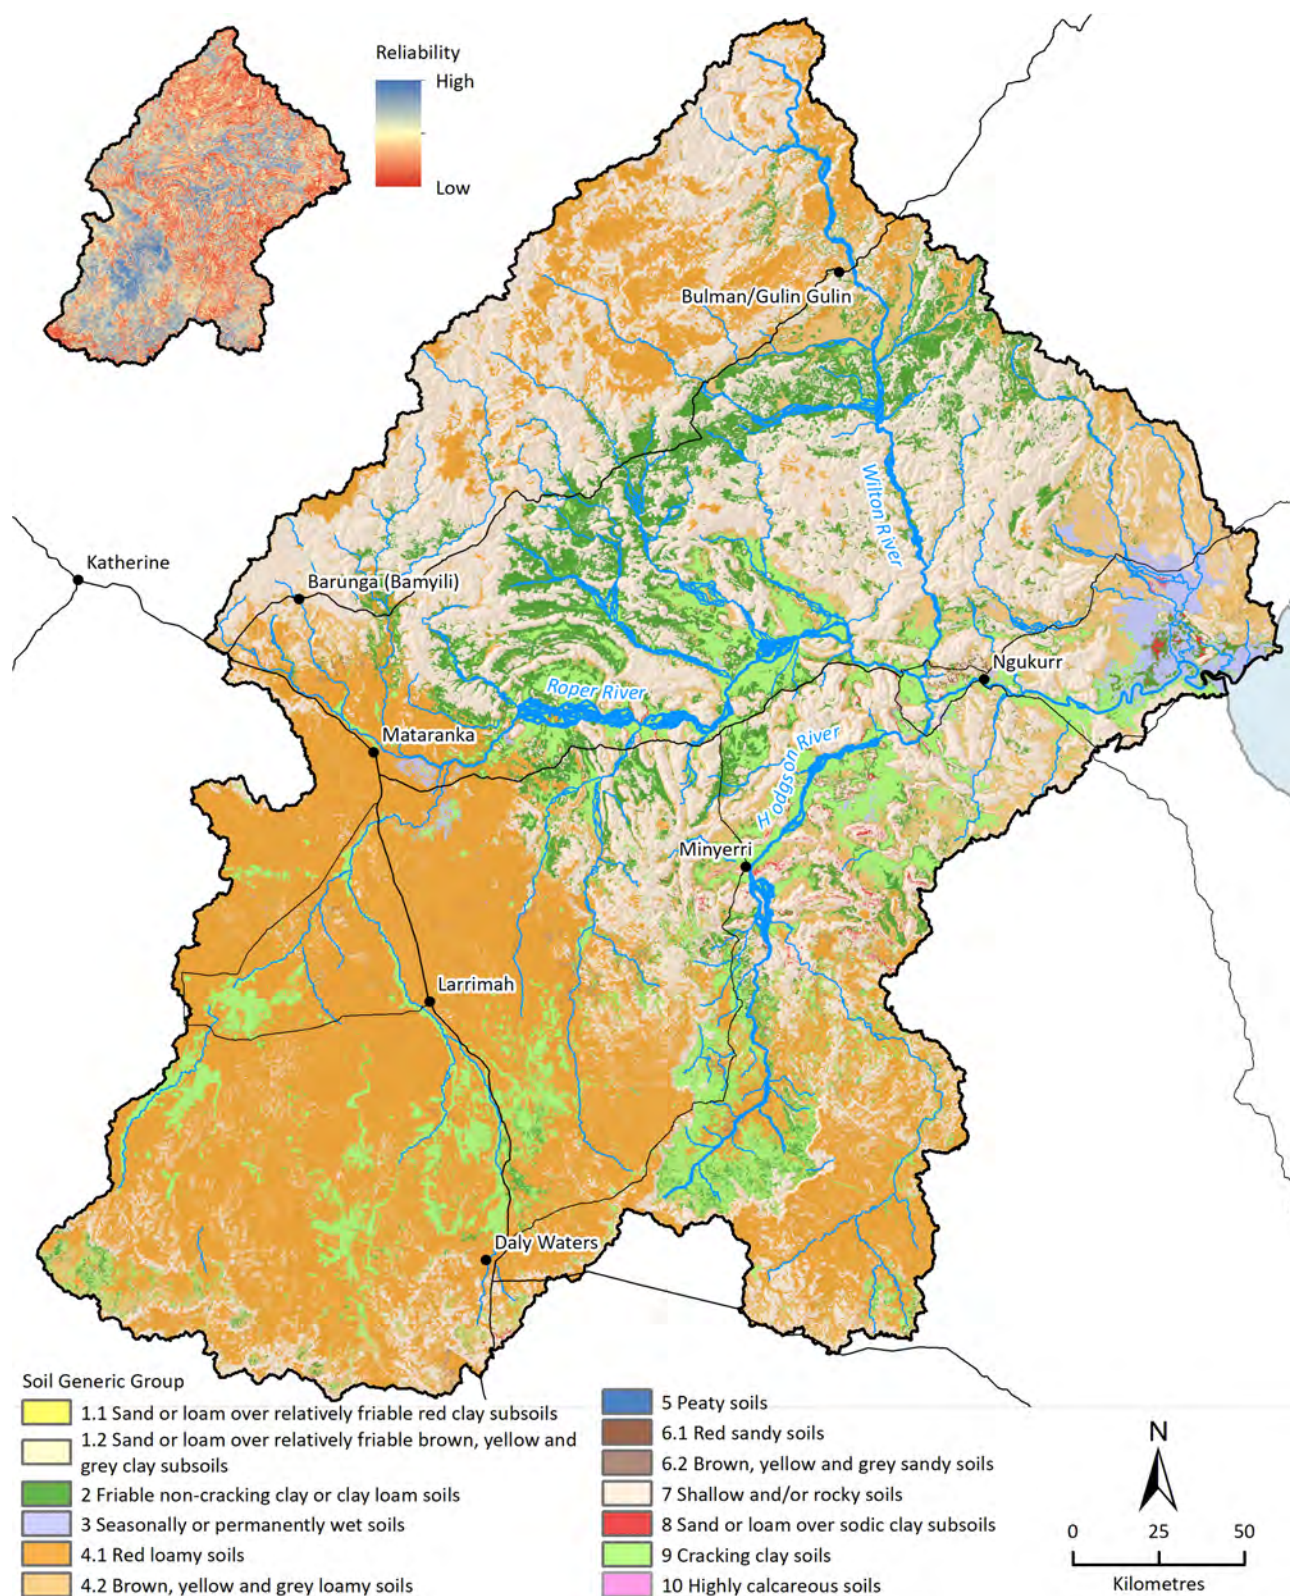 Reliability
High
Low
Bulman/Gulin Gulin
Wilton River
Katherine
Barunga (Bamyili)
Ngukurr
Roper River
Mataranka
Hodgson River
Minyerri
Larrimah
Daly Waters
Soil Generic Group
1.1 Sand or loam over relatively friable red clay subsoils
1.2 Sand or loam over relatively friable brown, yellow and
grey clay subsoils
2 Friable non-cracking clay or clay loam soils
3 Seasonally or permanently wet soils
4.1 Red loamy soils
4.2 Brown, yellow and grey loamy soils
5 Peaty soils
6.1 Red sandy soils
6.2 Brown, yellow and grey sandy soils
7 Shallow and/or rocky soils
8 Sand or loam over sodic clay subsoils
9 Cracking clay soils
10 Highly calcareous soils
N
0 25 50
Kilometres